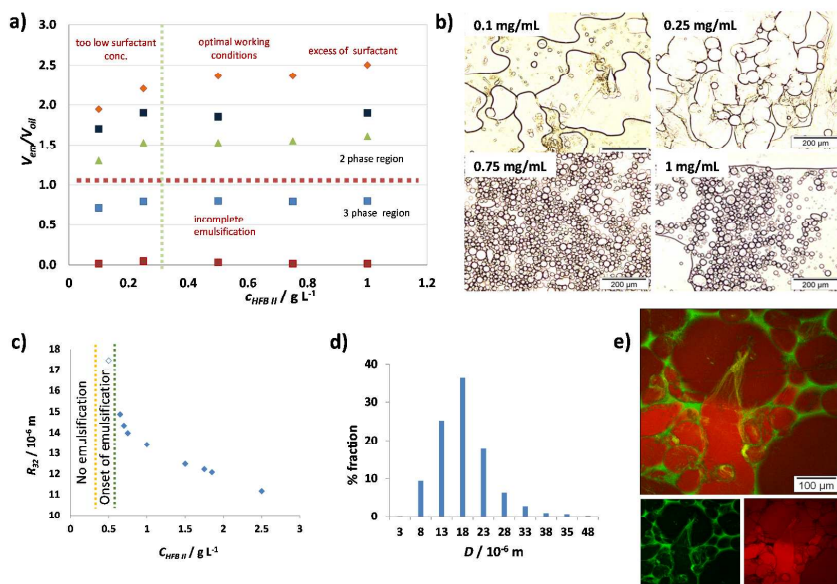 a)
too low surfactant
conc.
optimal working
conditions
excess of surfactant
3.0
2.5
2.0
1.5
1.0
0.5
0.0
V_em/V_oil
2 phase region
3 phase region
incomplete
emulsification
0 0.2 0.4 0.6 0.8 1 1.2
c_HFB II / g L⁻¹
b)
0.1 mg/mL
0.25 mg/mL
200 µm
0.75 mg/mL
1 mg/mL
200 µm
200 µm
c)
18
17
16
15
14
13
12
11
10
R_32 / 10⁻⁶ m
No emulsification
Onset of emulsification
0 0.5 1 1.5 2 2.5 3
C_HFB II / g L⁻¹
d)
40
30
20
10
0
% fraction
3 8 13 18 23 28 33 38 35 48
D / 10⁻⁶ m
e)
100 µm